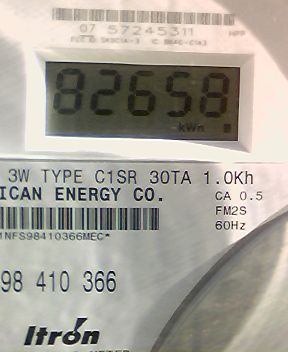 07 57245311
82658
kWh
3W TYPE C1SR 30TA 1.0Kh
ICAN ENERGY CO.
CA 0.5
FM2S
60Hz
1NFS98410366MEC*
98 410 366
Itron